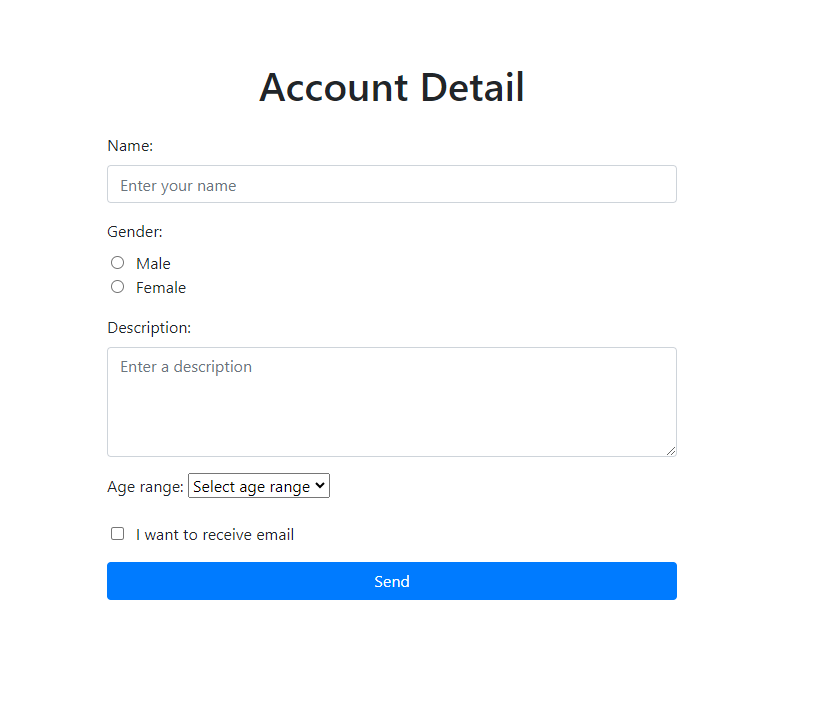 Account Detail
Name:
Enter your name
Gender:
Male
Female
Description:
Enter a description
Age range: Select age range
I want to receive email
Send